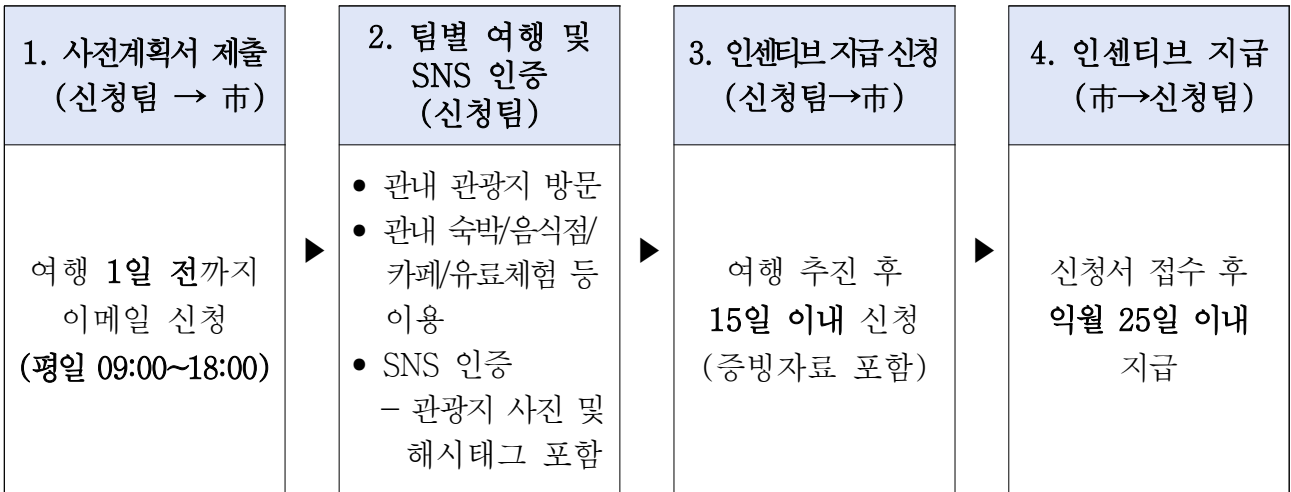 1. 사전계획서 제출
(신청팀 → 市)
여행 1일 전까지
이메일 신청
(평일 09:00~18:00)
▶
2. 팀별 여행 및
SNS 인증
(신청팀)
• 관내 관광지 방문
• 관내 숙박/음식점/
카페/유료체험 등
이용
• SNS 인증
- 관광지 사진 및
해시태그 포함
▶
3. 인센티브 지급 신청
(신청팀→市)
여행 추진 후
15일 이내 신청
(증빙자료 포함)
▶
4. 인센티브 지급
(市→신청팀)
신청서 접수 후
익월 25일 이내
지급